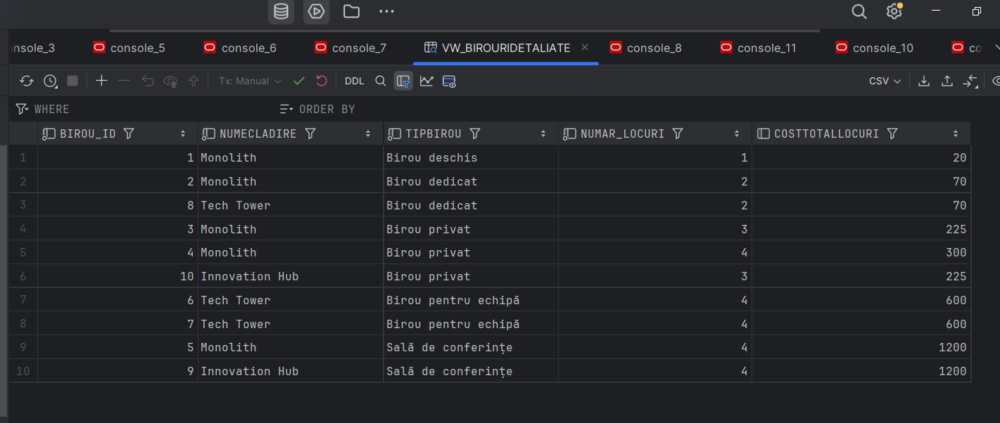 nsole_3 console_5 console_6 console_7 VW_BIROURIDETALIATE console_8 console_11 console_10 co
Tx: Manual DDL CSV
WHERE ORDER BY
BIROU_ID NUMECLADIRE TIPBIROU NUMAR_LOCURI COSTTOTALLOCURI
1 1 Monolith Birou deschis 1 20
2 2 Monolith Birou dedicat 2 70
3 8 Tech Tower Birou dedicat 2 70
4 3 Monolith Birou privat 3 225
5 4 Monolith Birou privat 4 300
6 10 Innovation Hub Birou privat 3 225
7 6 Tech Tower Birou pentru echipă 4 600
8 7 Tech Tower Birou pentru echipă 4 600
9 5 Monolith Sală de conferințe 4 1200
10 9 Innovation Hub Sală de conferințe 4 1200